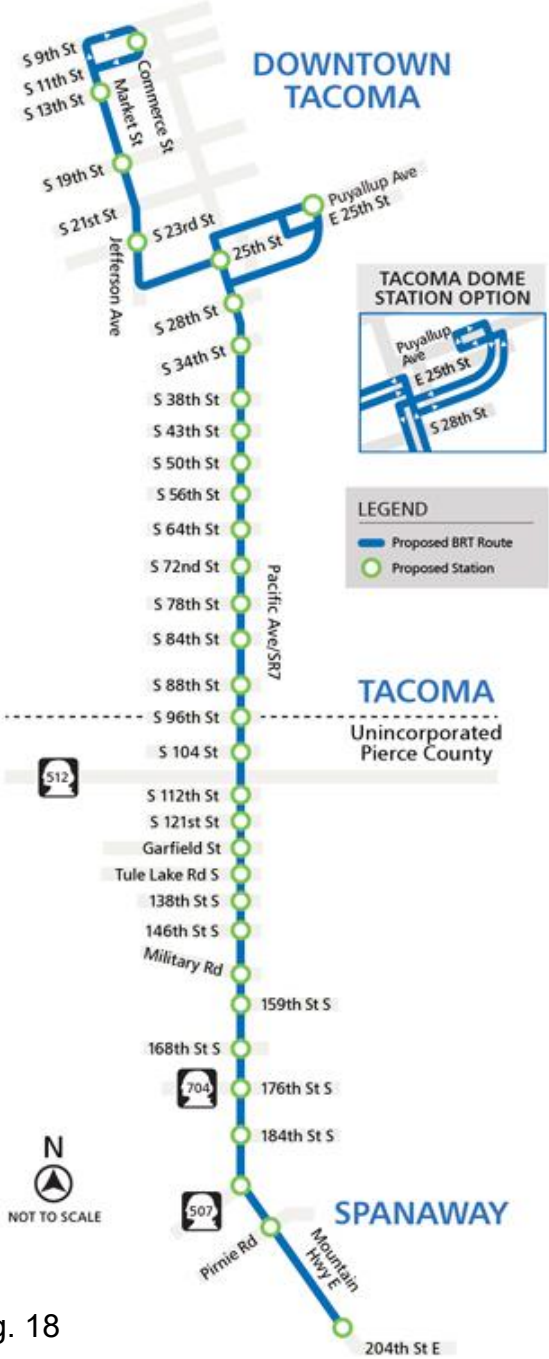 S 9th St
S 11th St
S 13th St
Commerce St
Market St
DOWNTOWN
TACOMA
S 19th St
S 21st St
S 23rd St
Jefferson Ave
25th St
Puyallup Ave
E 25th St
S 28th St
S 34th St
TACOMA DOME
STATION OPTION
Puyallup
Ave
E 25th St
S 28th St
S 38th St
S 43th St
S 50th St
S 56th St
S 64th St
S 72nd St
S 78th St
S 84th St
S 88th St
S 96th St
S 104 St
Pacific Ave/SR7
LEGEND
Proposed BRT Route
Proposed Station
TACOMA
Unincorporated
Pierce County
512
S 112th St
S 121st St
Garfield St
Tule Lake Rd S
138th St S
146th St S
Military Rd
159th St S
168th St S
704
176th St S
184th St S
N
NOT TO SCALE
507
SPANAWAY
Pirnie Rd
Mountain
Hwy E
204th St E
g. 18